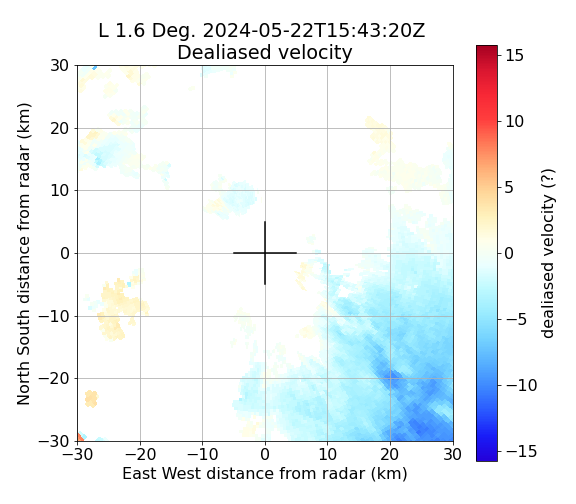 L 1.6 Deg. 2024-05-22T15:43:20Z
Dealiased velocity
30
20
10
0
−10
−20
−30
North South distance from radar (km)
−30 −20 −10 0 10 20 30
East West distance from radar (km)
15
10
5
0
−5
−10
−15
dealiased velocity (?)